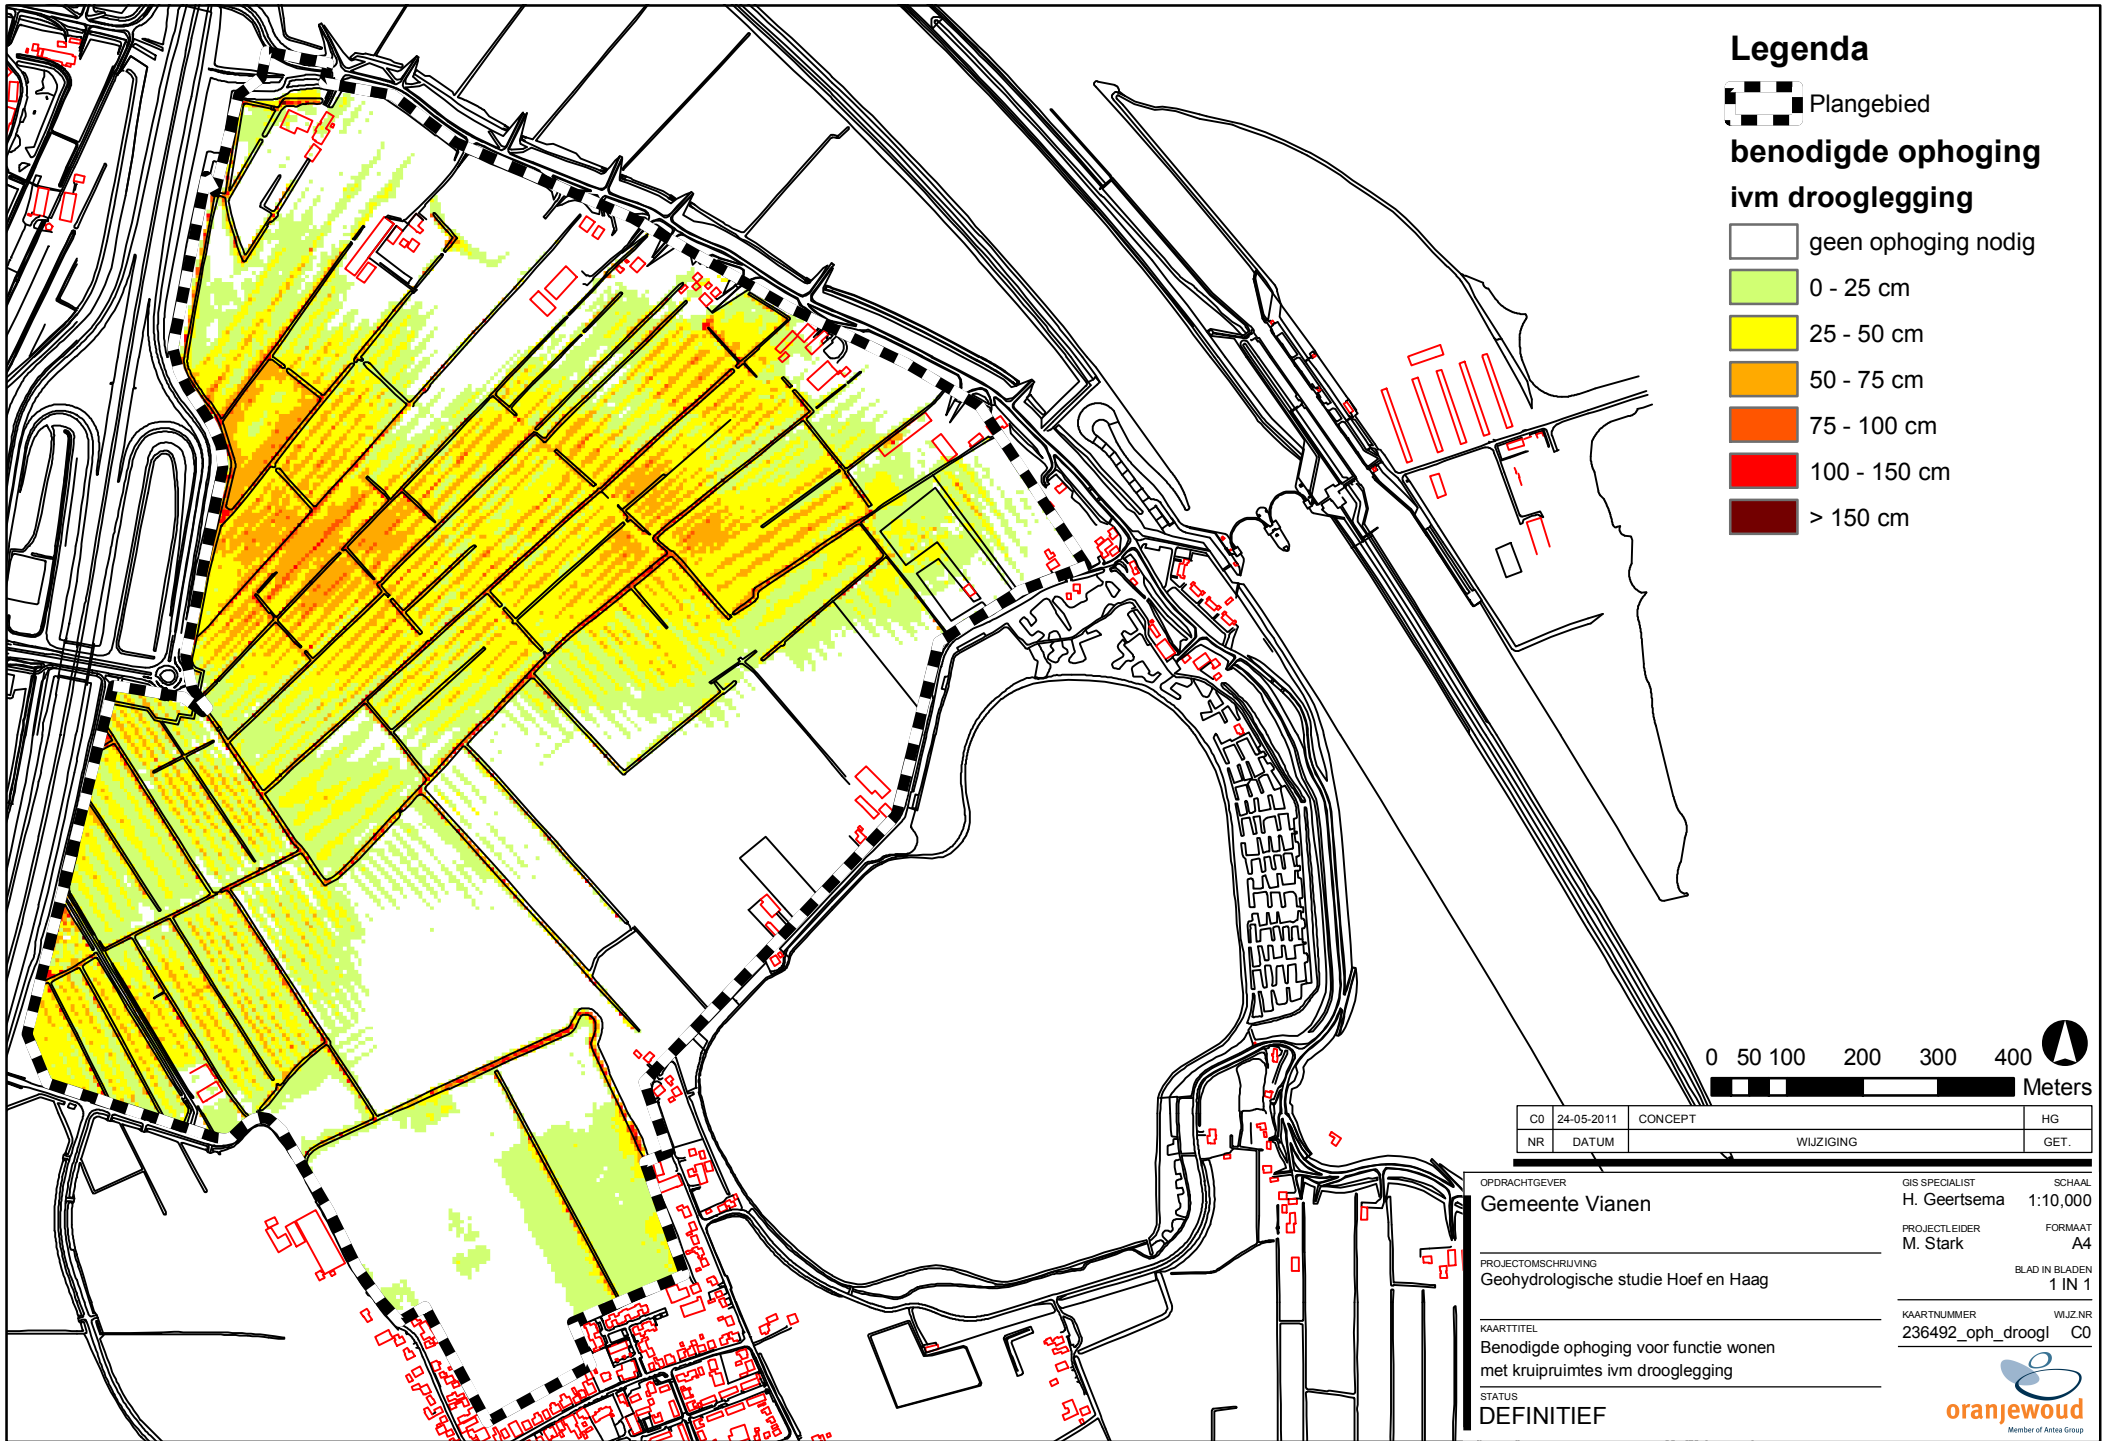 Legenda
Plangebied
benodigde ophoging
ivm drooglegging
geen ophoging nodig
0 - 25 cm
25 - 50 cm
50 - 75 cm
75 - 100 cm
100 - 150 cm
> 150 cm
0 50 100 200 300 400
Meters
C0 24-05-2011 CONCEPT HG
NR DATUM WIJZIGING GET.
OPDRACHTGEVER
Gemeente Vianen
GIS SPECIALIST SCHAAL
H. Geertsema 1:10,000
PROJECTLEIDER FORMAAT
M. Stark A4
PROJECTOMSCHRIJVING
Geohydrologische studie Hoef en Haag
BLAD IN BLADEN
1 IN 1
KAARTNUMMER WIJZ.NR
236492_oph_droogl C0
KAARTTITEL
Benodigde ophoging voor functie wonen
met kruipruimtes ivm drooglegging
STATUS
DEFINITIEF
oranjewoud
Member of Antea Group